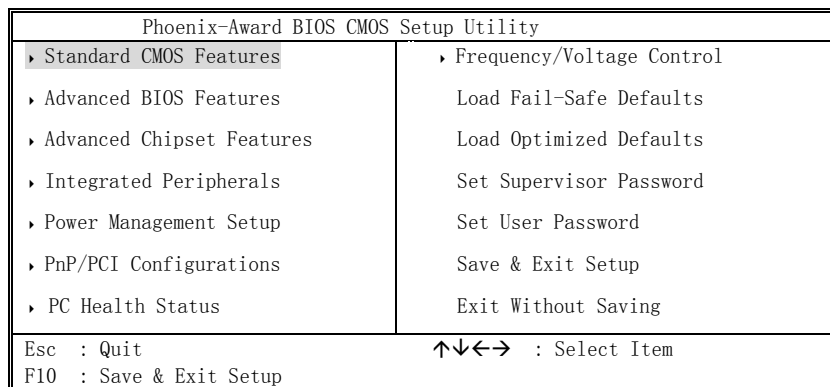 Phoenix-Award BIOS CMOS Setup Utility
▸ Standard CMOS Features
▸ Advanced BIOS Features
▸ Advanced Chipset Features
▸ Integrated Peripherals
▸ Power Management Setup
▸ PnP/PCI Configurations
▸ PC Health Status
▸ Frequency/Voltage Control
Load Fail-Safe Defaults
Load Optimized Defaults
Set Supervisor Password
Set User Password
Save & Exit Setup
Exit Without Saving
Esc : Quit
F10 : Save & Exit Setup
↑↓←→ : Select Item